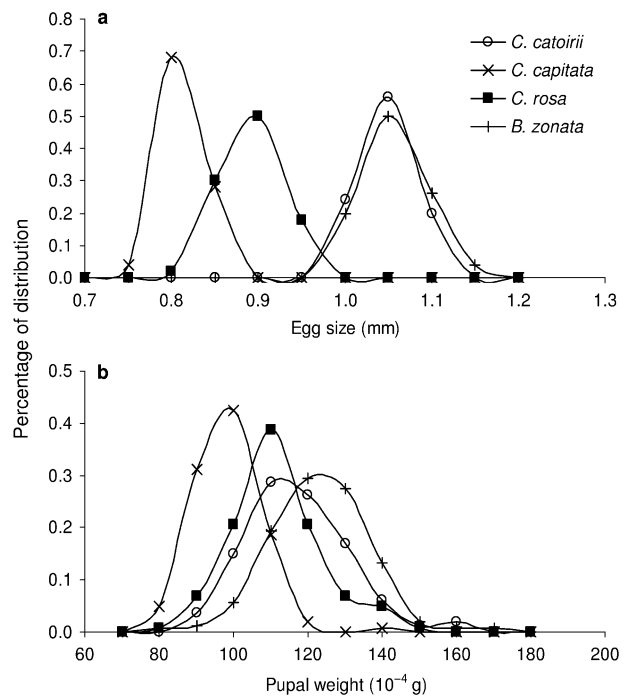 a
0.8
0.7
0.6
0.5
0.4
0.3
0.2
0.1
0.0
0.7 0.8 0.9 1.0 1.1 1.2 1.3
Egg size (mm)
C. catoirii
C. capitata
C. rosa
B. zonata
Percentage of distribution
b
0.5
0.4
0.3
0.2
0.1
0.0
60 80 100 120 140 160 180 200
Pupal weight (10⁻⁴ g)